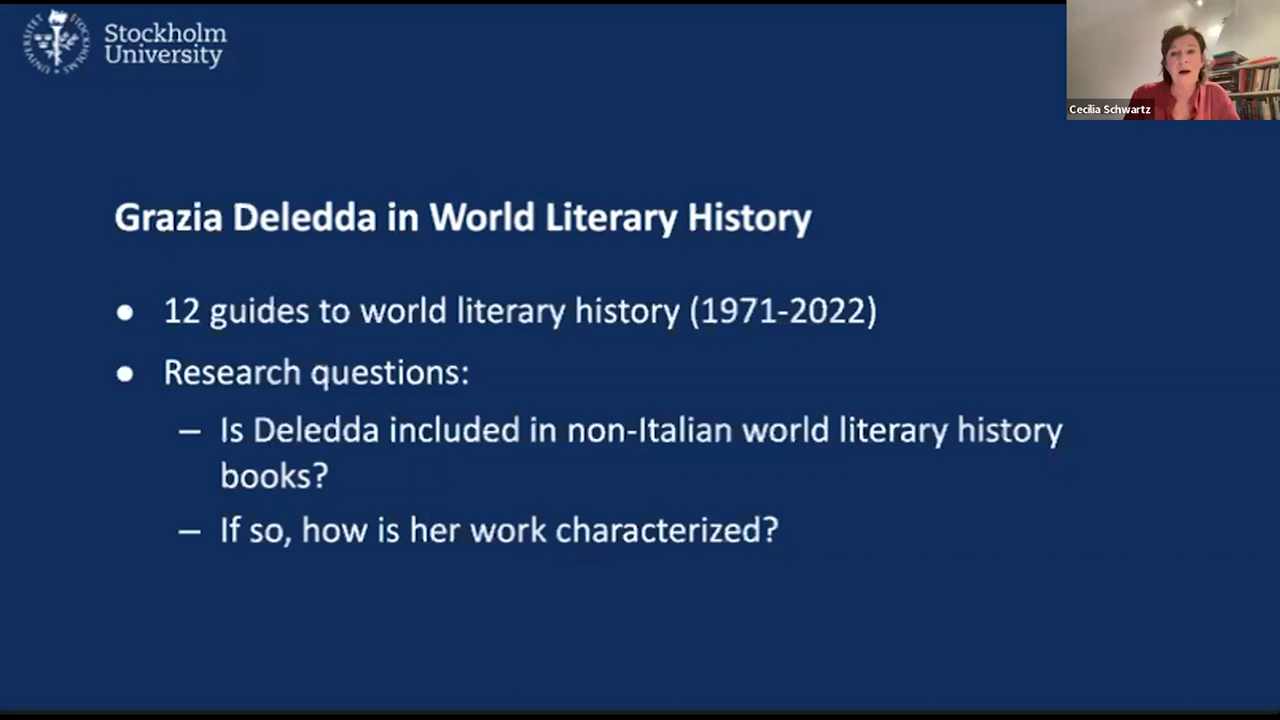 Stockholm
University
Cecilia Schwartz
Grazia Deledda in World Literary History
● 12 guides to world literary history (1971-2022)
● Research questions:
– Is Deledda included in non-Italian world literary history
books?
– If so, how is her work characterized?